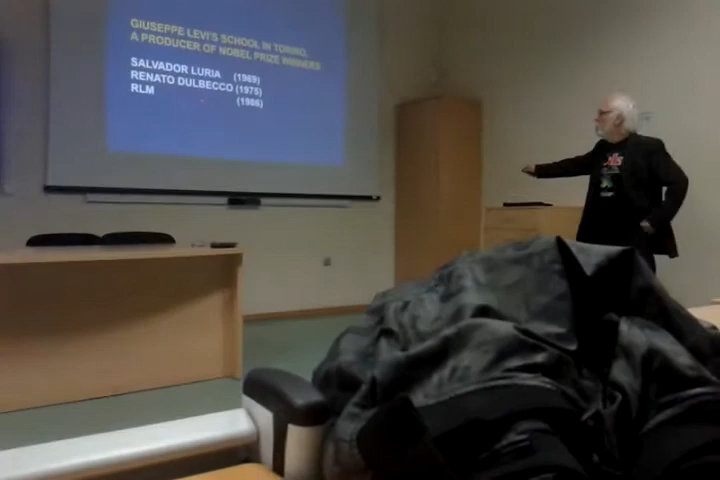 GIUSEPPE LEVI'S SCHOOL IN TORINO,
A PRODUCER OF NOBEL PRIZE WINNERS
SALVADOR LURIA (1969)
RENATO DULBECCO (1975)
RLM (1986)